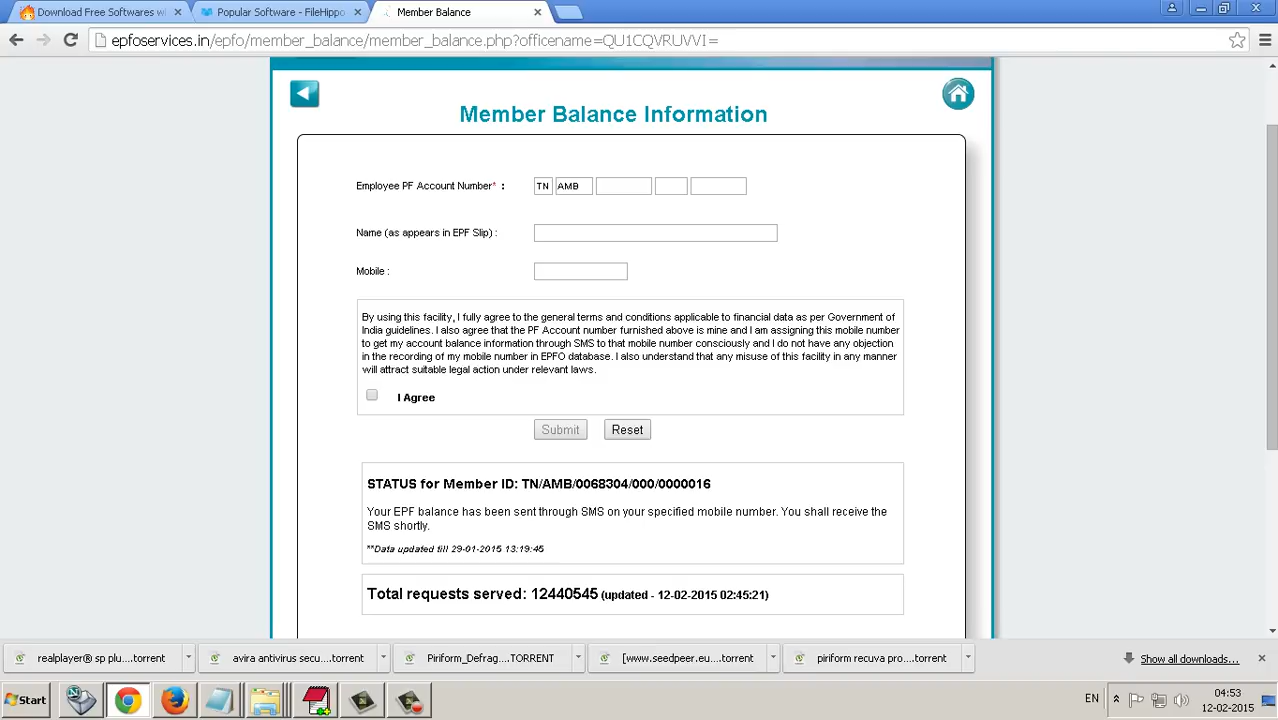 Download Free Softwares wi
Popular Software - FileHippo
Member Balance
epfoservices.in/epfo/member_balance/member_balance.php?officename=QU1CQVRUVVI=
Member Balance Information
Employee PF Account Number* : TN AMB
Name (as appears in EPF Slip) :
Mobile :
By using this facility, I fully agree to the general terms and conditions applicable to financial data as per Government of
India guidelines. I also agree that the PF Account number furnished above is mine and I am assigning this mobile number
to get my account balance information through SMS to that mobile number consciously and I do not have any objection
in the recording of my mobile number in EPFO database. I also understand that any misuse of this facility in any manner
will attract suitable legal action under relevant laws.
I Agree
Submit Reset
STATUS for Member ID: TN/AMB/0068304/000/0000016
Your EPF balance has been sent through SMS on your specified mobile number. You shall receive the
SMS shortly.
**Data updated till 29-01-2015 13:19:45
Total requests served: 12440545 (updated - 12-02-2015 02:45:21)
realplayer® sp plu....torrent
avira antivirus secu....torrent
Piriform_Defrag....TORRENT
[www.seedpeer.eu....torrent
piriform recuva pro....torrent
Show all downloads...
Start
EN
04:53
12-02-2015